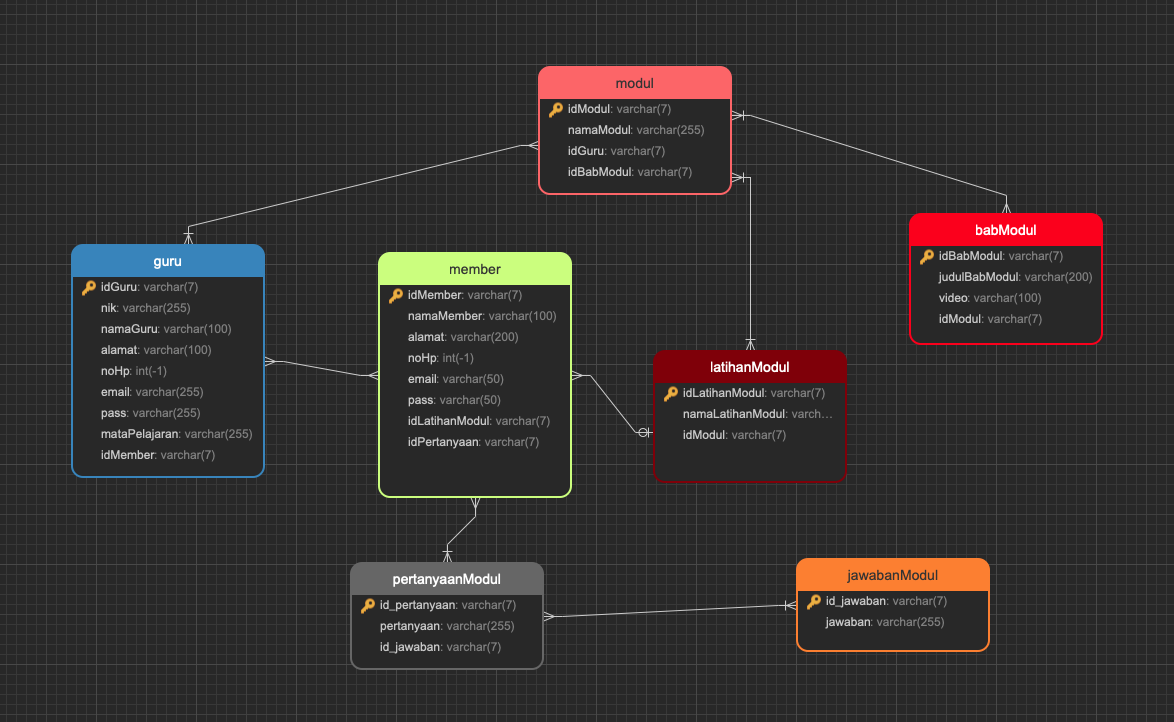 modul
idModul: varchar(7)
namaModul: varchar(255)
idGuru: varchar(7)
idBabModul: varchar(7)
guru
idGuru: varchar(7)
nik: varchar(255)
namaGuru: varchar(100)
alamat: varchar(100)
noHp: int(-1)
email: varchar(255)
pass: varchar(255)
mataPelajaran: varchar(255)
idMember: varchar(7)
member
idMember: varchar(7)
namaMember: varchar(100)
alamat: varchar(200)
noHp: int(-1)
email: varchar(50)
pass: varchar(50)
idLatihanModul: varchar(7)
idPertanyaan: varchar(7)
babModul
idBabModul: varchar(7)
judulBabModul: varchar(200)
video: varchar(100)
idModul: varchar(7)
latihanModul
idLatihanModul: varchar(7)
namaLatihanModul: varch...
idModul: varchar(7)
pertanyaanModul
id_pertanyaan: varchar(7)
pertanyaan: varchar(255)
id_jawaban: varchar(7)
jawabanModul
id_jawaban: varchar(7)
jawaban: varchar(255)